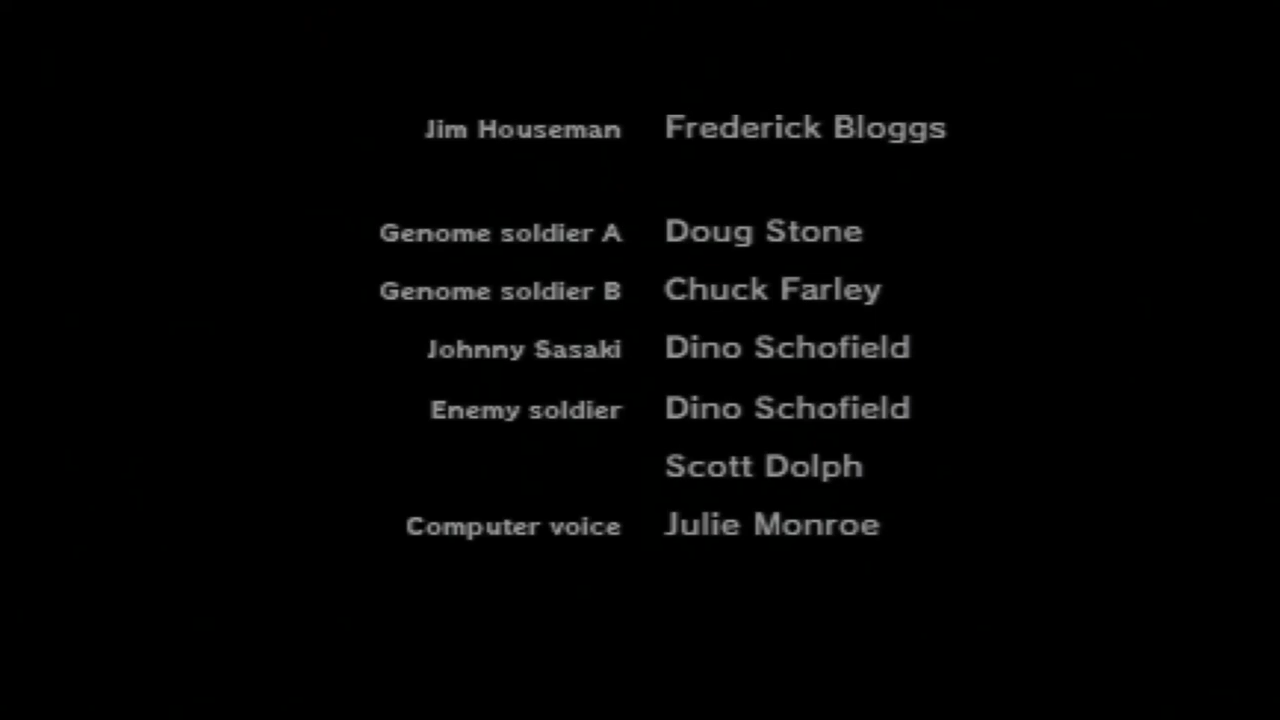 Jim Houseman Frederick Bloggs
Genome soldier A Doug Stone
Genome soldier B Chuck Farley
Johnny Sasaki Dino Schofield
Enemy soldier Dino Schofield
Scott Dolph
Computer voice Julie Monroe